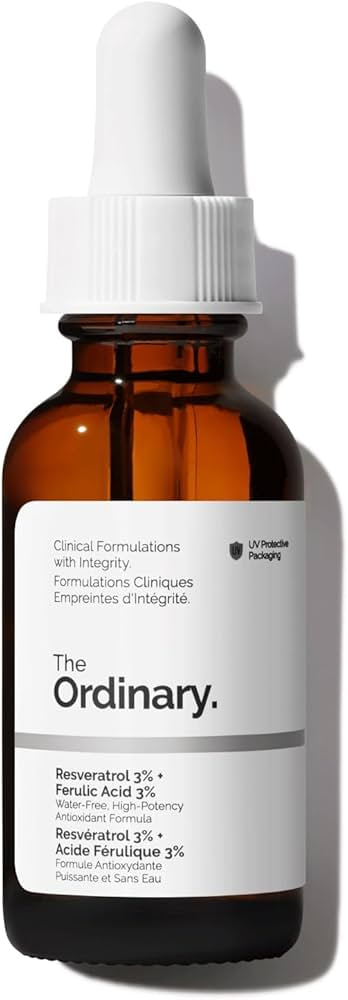 Clinical Formulations
with Integrity.
Formulations Cliniques
Empreintes d'Intégrité.
UV
UV Protective
Packaging
The
Ordinary.
Resveratrol 3% +
Ferulic Acid 3%
Water-Free, High-Potency
Antioxidant Formula
Resvératrol 3% +
Acide Férulique 3%
Formule Antioxydante
Puissante et Sans Eau